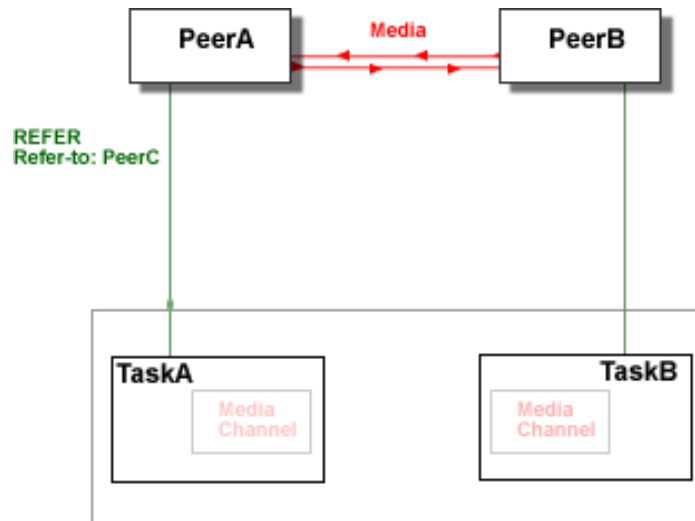 PeerA
Media
PeerB
REFER
Refer-to: PeerC
TaskA
TaskB
Media
Channel
Media
Channel